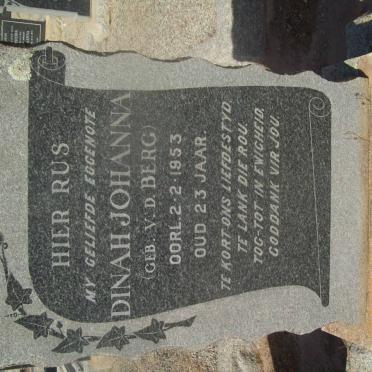 HIER RUS
MY GELIEFDE EGGENOTE
DINAH JOHANNA
(GEB. V.D. BERG)
OORL. 2-2-1953
OUD 23 JAAR.
TE KORT ONS LIEFDESTYD,
TE LANK DIE ROU.
TOG-TOT IN EWIGHEID,
GODDANK VIR JOU.